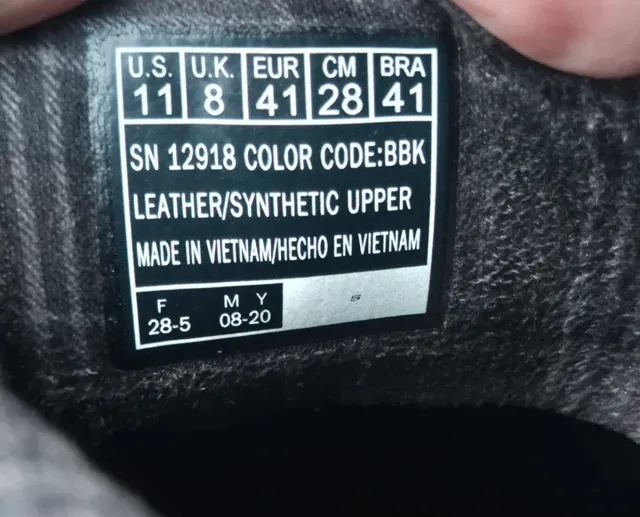 U.S. U.K. EUR CM BRA
11 8 41 28 41
SN 12918 COLOR CODE:BBK
LEATHER/SYNTHETIC UPPER
MADE IN VIETNAM/HECHO EN VIETNAM
F M Y
28-5 08-20